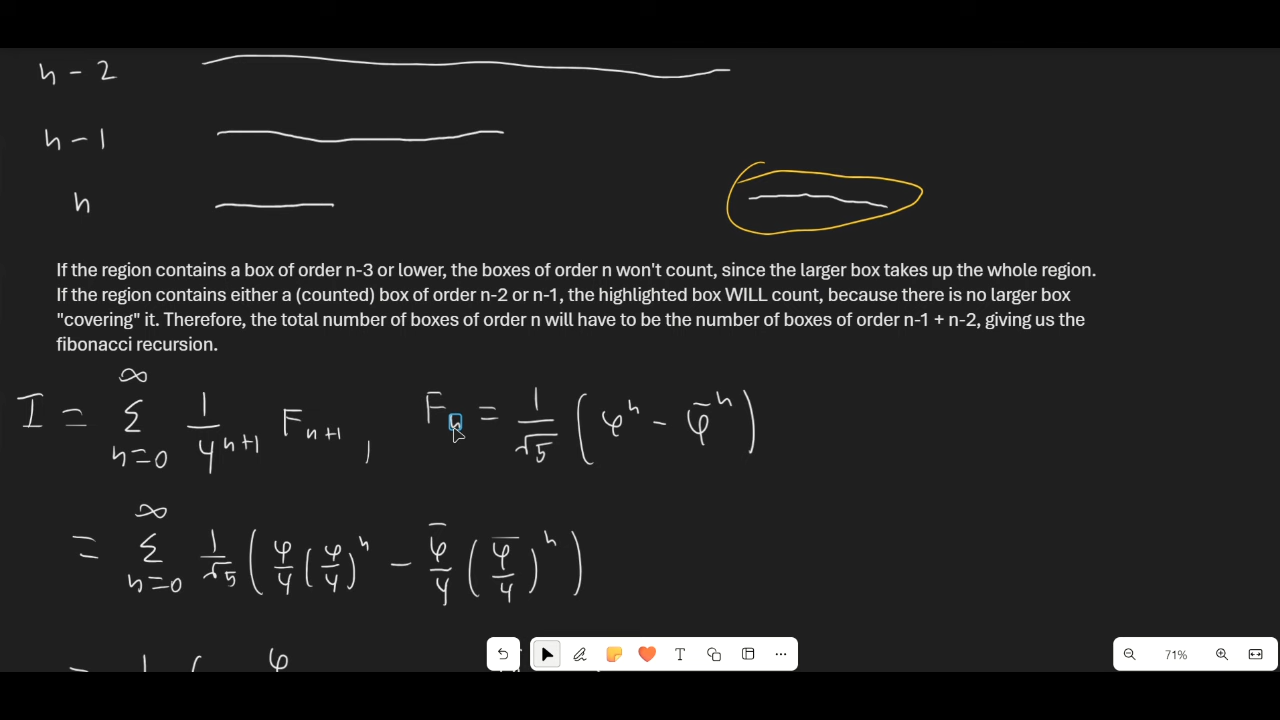 n - 2
n - 1
n
If the region contains a box of order n-3 or lower, the boxes of order n won't count, since the larger box takes up the whole region.
If the region contains either a (counted) box of order n-2 or n-1, the highlighted box WILL count, because there is no larger box
"covering" it. Therefore, the total number of boxes of order n will have to be the number of boxes of order n-1 + n-2, giving us the
fibonacci recursion.
I = ∑_{n=0}^{∞} 1/4^{n+1} F_{n+1} , F_n = 1/√5 ( φ^n - φ̄^n )
= ∑_{n=0}^{∞} 1/√5 ( φ/4 (φ/4)^n - φ̄/4 ( φ̄/4 )^n )
71%